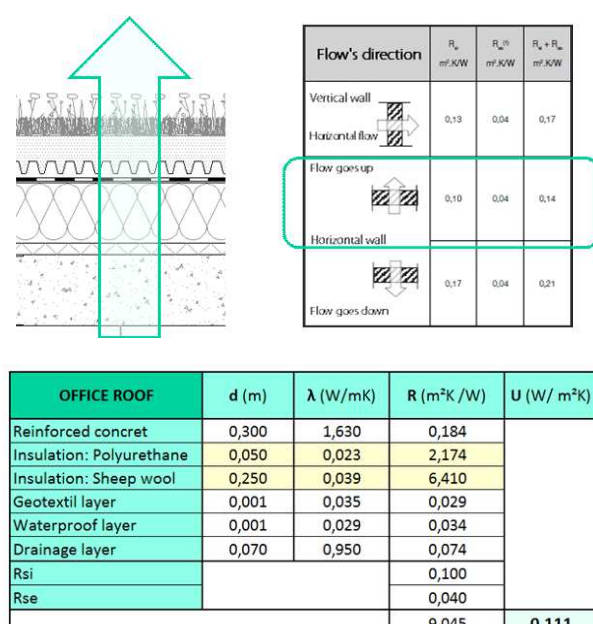 Flow's direction Rsi Rse(1) Rsi + Rse
m².K/W m².K/W m².K/W
Vertical wall
Horizontal flow
0,13 0,04 0,17
Flow goes up
0,10 0,04 0,14
Horizontal wall
0,17 0,04 0,21
Flow goes down
OFFICE ROOF d (m) λ (W/mK) R (m²K /W) U (W/ m²K)
Reinforced concret 0,300 1,630 0,184
Insulation: Polyurethane 0,050 0,023 2,174
Insulation: Sheep wool 0,250 0,039 6,410
Geotextil layer 0,001 0,035 0,029
Waterproof layer 0,001 0,029 0,034
Drainage layer 0,070 0,950 0,074
Rsi 0,100
Rse 0,040
9,045 0,111